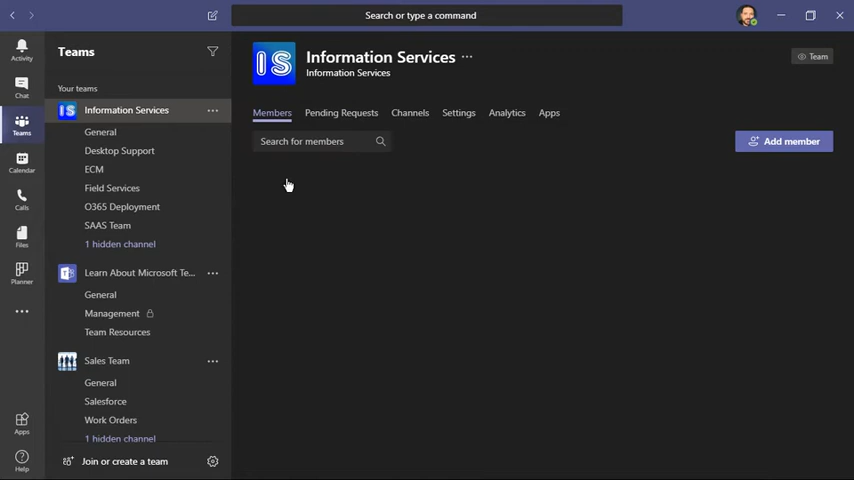 Search or type a command
Activity
Chat
Teams
Calendar
Calls
Files
Planner
Apps
Help
Teams
Your teams
IS Information Services
General
Desktop Support
ECM
Field Services
O365 Deployment
SAAS Team
1 hidden channel
Learn About Microsoft Te...
General
Management
Team Resources
Sales Team
General
Salesforce
Work Orders
1 hidden channel
Join or create a team
IS
Information Services
Information Services
Team
Members Pending Requests Channels Settings Analytics Apps
Search for members
Add member